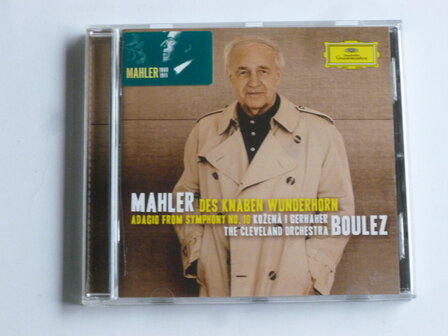 MAHLER 1860 1911
Deutsche Grammophon
MAHLER DES KNABEN WUNDERHORN
ADAGIO FROM SYMPHONY NO. 10 KOŽENÁ | GERHAHER
THE CLEVELAND ORCHESTRA BOULEZ